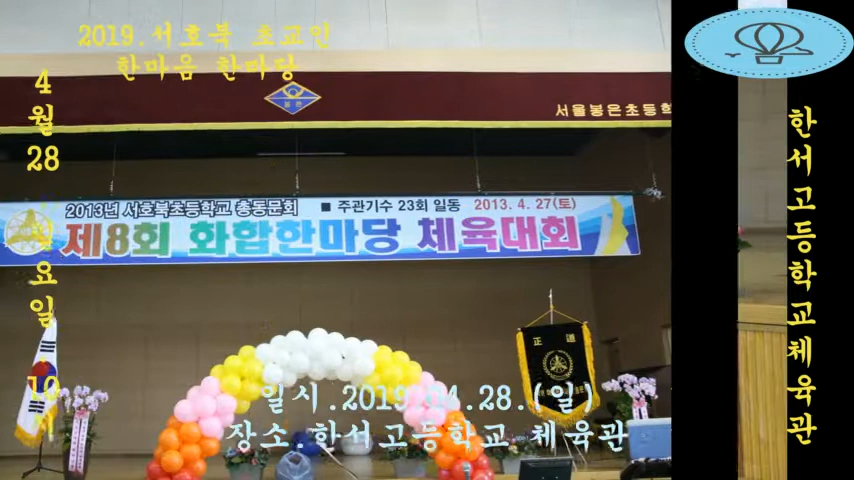 2019.서호북 초교인
한마음 한마당
4
월
28
요
일
10
서울봉은초등학
2013년 서호북초등학교 총동문회 ■ 주관기수 23회 일동 2013. 4. 27(토)
제8회 화합한마당 체육대회
正道
일시.2019.04.28.(일)
장소.한서고등학교 체육관
한서고등학교체육관